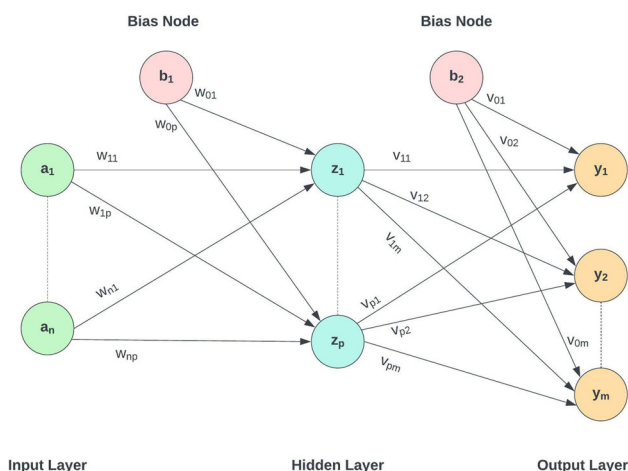 Bias Node
Bias Node
b₁
b₂
w₀₁
w₀ₚ
v₀₁
v₀₂
a₁
w₁₁
z₁
v₁₁
y₁
w₁ₚ
v₁₂
v₁ₘ
y₂
wₙ₁
vₚ₁
aₙ
wₙₚ
zₚ
vₚ₂
v₀ₘ
vₚₘ
yₘ
Input Layer
Hidden Layer
Output Layer